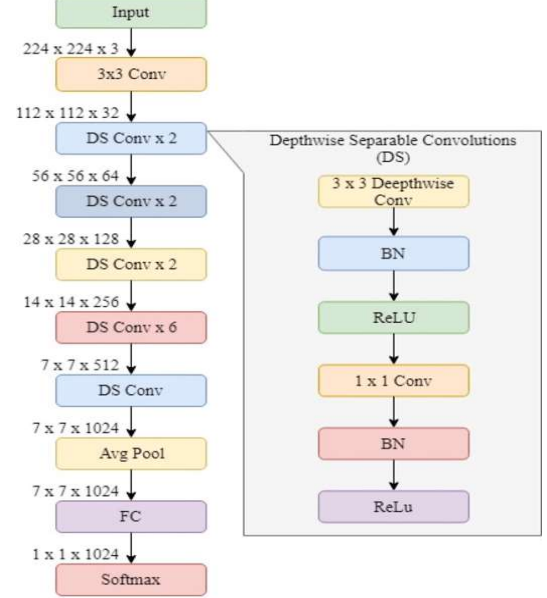 Input
224 x 224 x 3
3x3 Conv
112 x 112 x 32
DS Conv x 2
56 x 56 x 64
DS Conv x 2
28 x 28 x 128
DS Conv x 2
14 x 14 x 256
DS Conv x 6
7 x 7 x 512
DS Conv
7 x 7 x 1024
Avg Pool
7 x 7 x 1024
FC
1 x 1 x 1024
Softmax
Depthwise Separable Convolutions
(DS)
3 x 3 Deepthwise
Conv
BN
ReLU
1 x 1 Conv
BN
ReLu